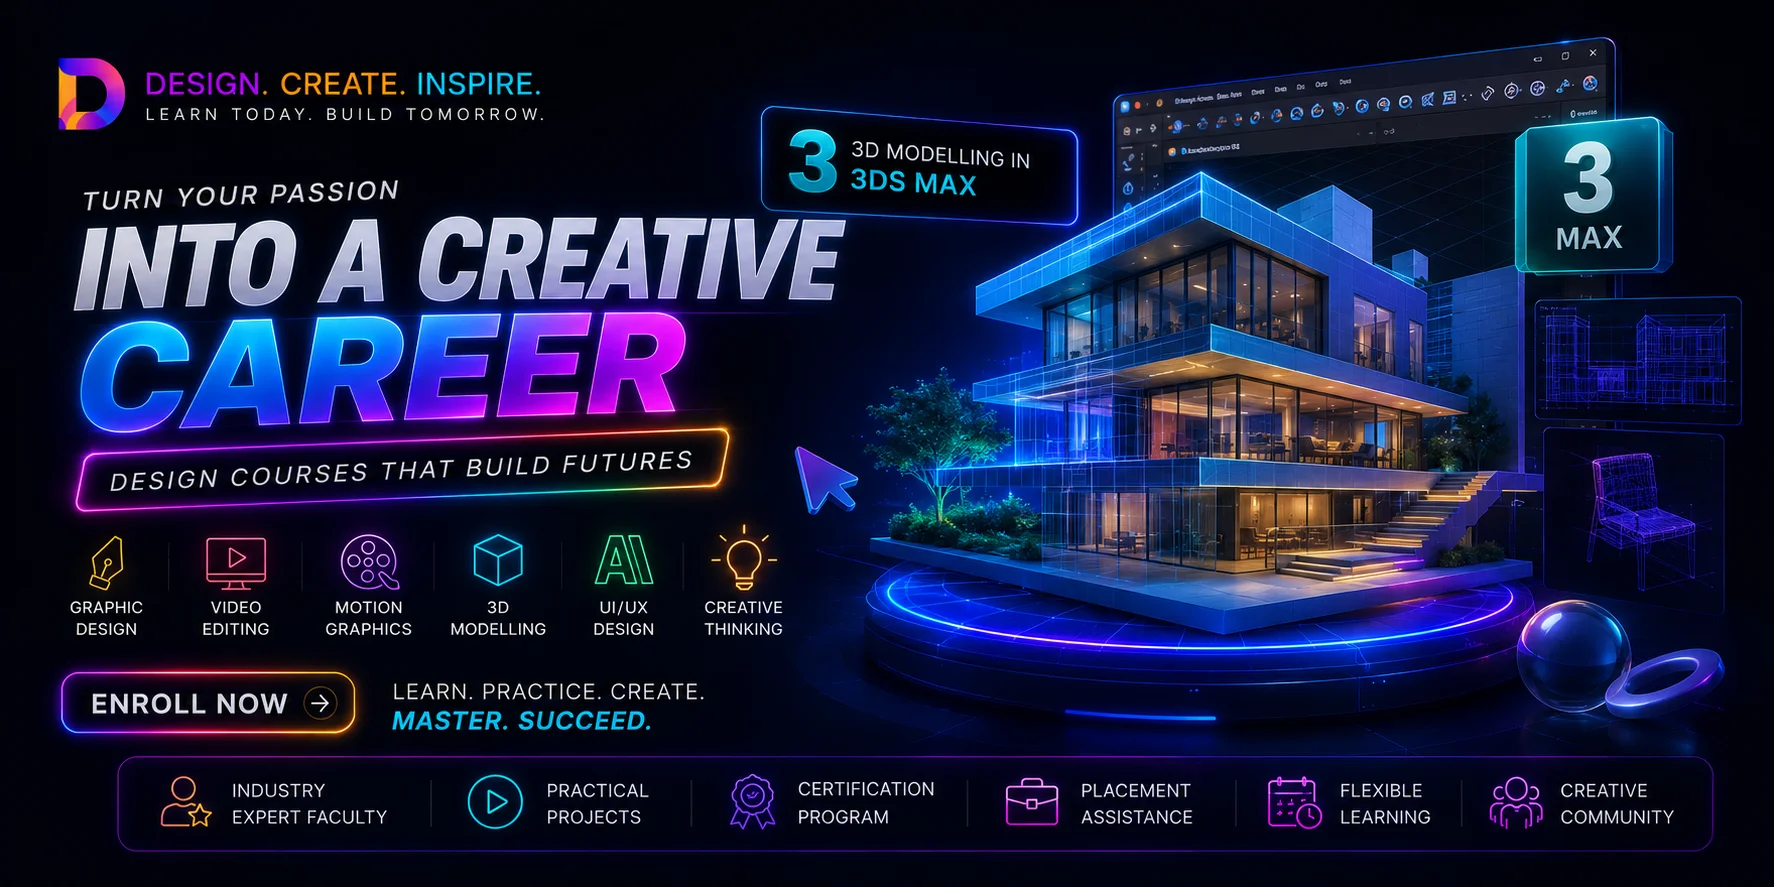 DESIGN. CREATE. INSPIRE.
LEARN TODAY. BUILD TOMORROW.
TURN YOUR PASSION
INTO A CREATIVE
CAREER
DESIGN COURSES THAT BUILD FUTURES
GRAPHIC
DESIGN
VIDEO
EDITING
MOTION
GRAPHICS
3D
MODELLING
UI/UX
DESIGN
CREATIVE
THINKING
ENROLL NOW
LEARN. PRACTICE. CREATE.
MASTER. SUCCEED.
3
3D MODELLING IN
3DS MAX
3
MAX
INDUSTRY
EXPERT FACULTY
PRACTICAL
PROJECTS
CERTIFICATION
PROGRAM
PLACEMENT
ASSISTANCE
FLEXIBLE
LEARNING
CREATIVE
COMMUNITY